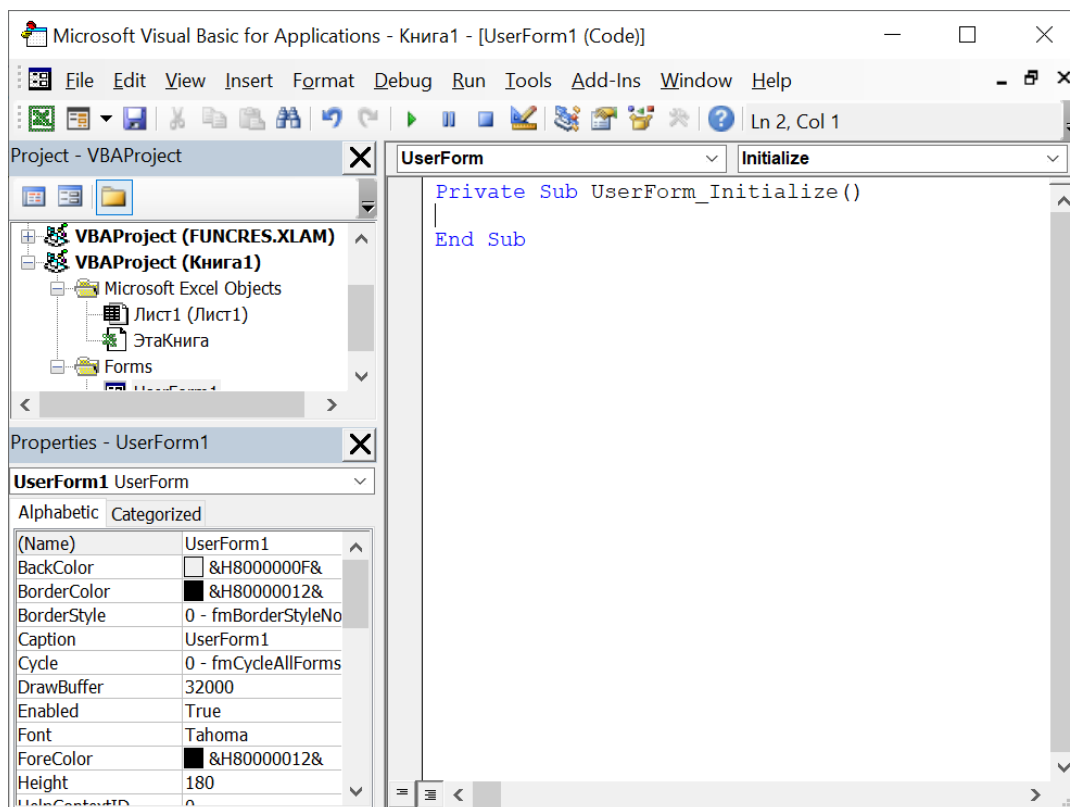 Microsoft Visual Basic for Applications - Книга1 - [UserForm1 (Code)]
File Edit View Insert Format Debug Run Tools Add-Ins Window Help
Ln 2, Col 1
Project - VBAProject
VBAProject (FUNCRES.XLAM)
VBAProject (Книга1)
Microsoft Excel Objects
Лист1 (Лист1)
ЭтаКнига
Forms
UserForm1
Properties - UserForm1
UserForm1 UserForm
Alphabetic Categorized
(Name) UserForm1
BackColor &H8000000F&
BorderColor &H80000012&
BorderStyle 0 - fmBorderStyleNo
Caption UserForm1
Cycle 0 - fmCycleAllForms
DrawBuffer 32000
Enabled True
Font Tahoma
ForeColor &H80000012&
Height 180
HelpContextID 0
UserForm Initialize
Private Sub UserForm_Initialize()
End Sub